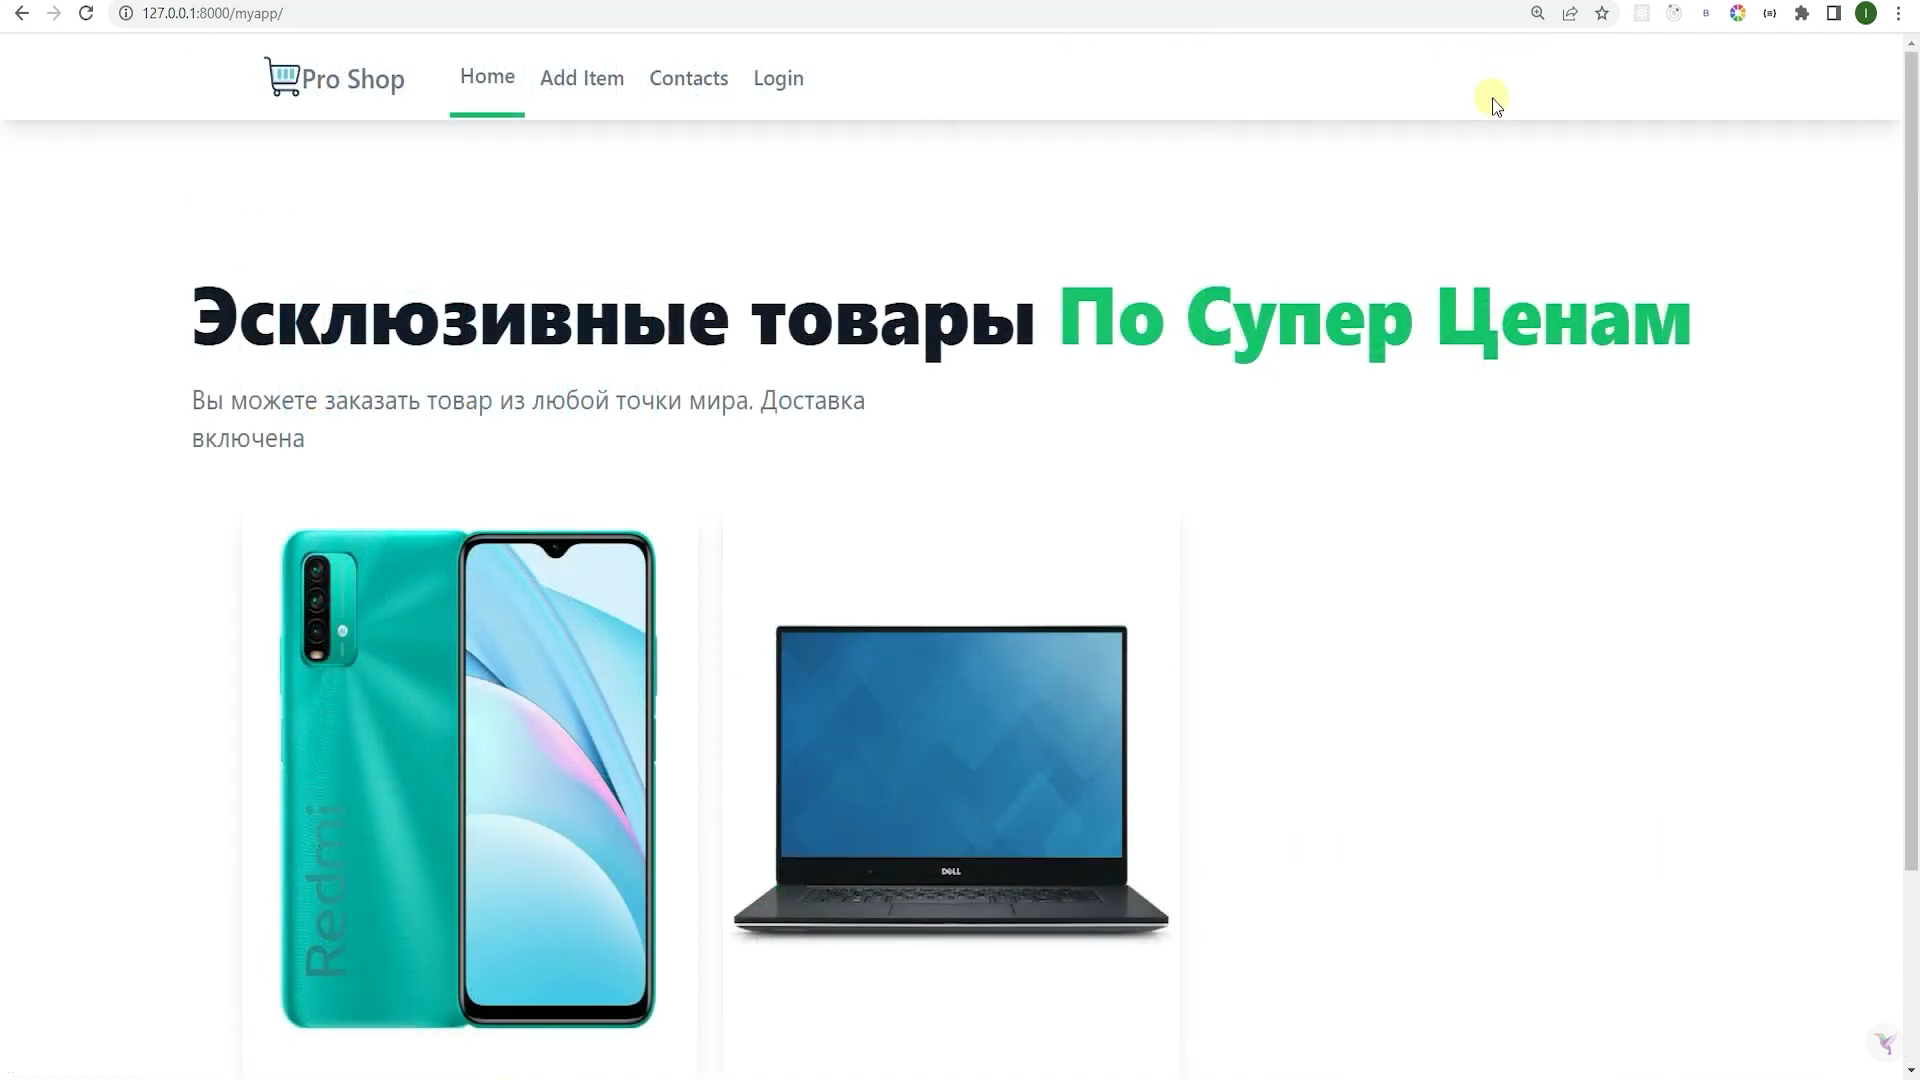 127.0.0.1:8000/myapp/
B
{≡}
I
Pro Shop
Home
Add Item
Contacts
Login
Эсклюзивные товары По Супер Ценам
Вы можете заказать товар из любой точки мира. Доставка
включена
Redmi
DELL